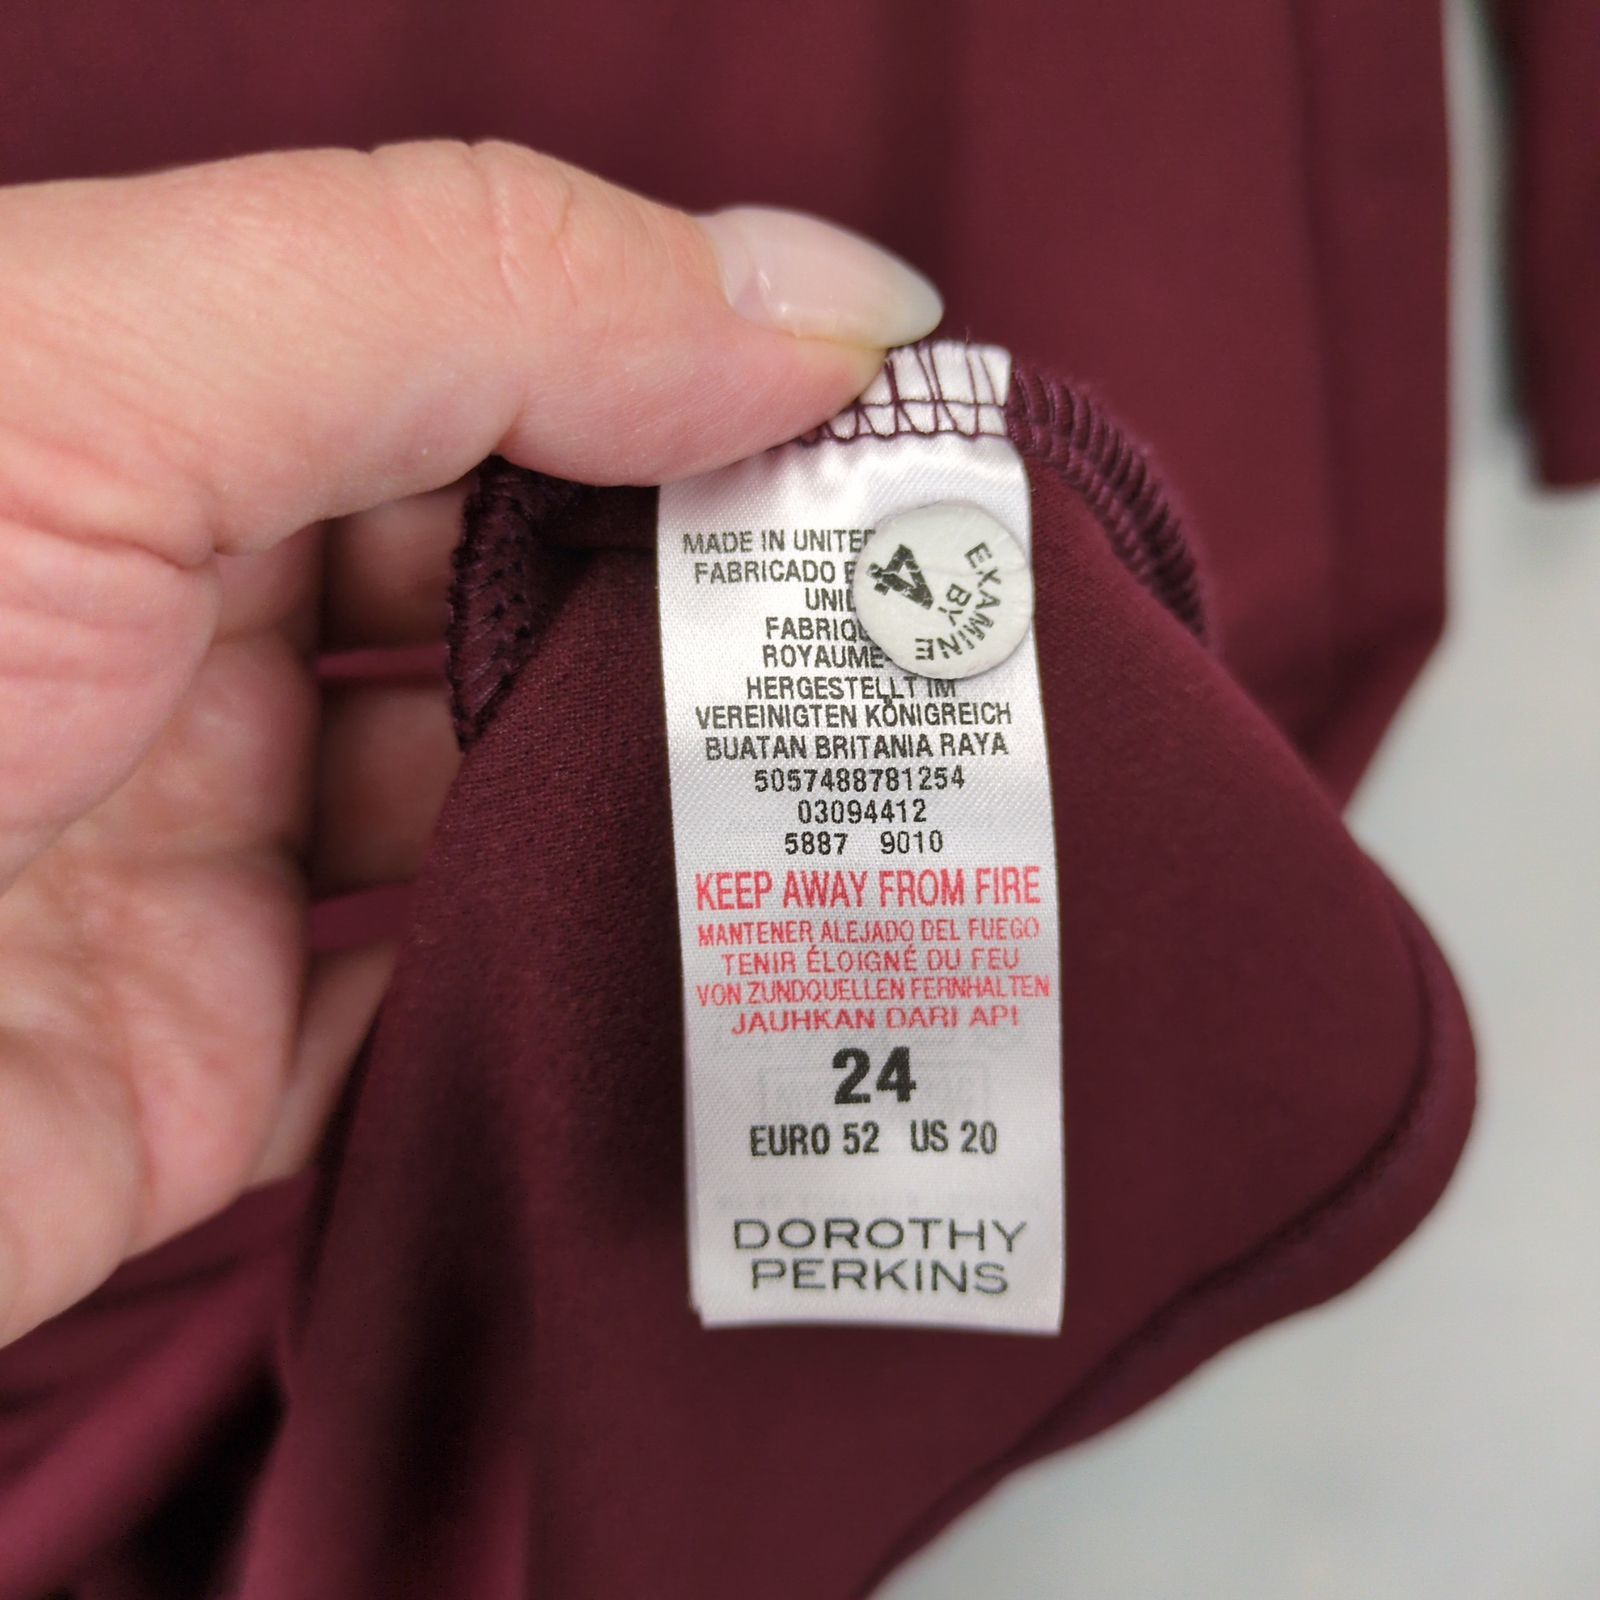 MADE IN UNITED
FABRICADO E
UNID
FABRIQU
ROYAUME-
HERGESTELLT IM
VEREINIGTEN KÖNIGREICH
BUATAN BRITANIA RAYA
5057488781254
03094412
5887 9010
KEEP AWAY FROM FIRE
MANTENER ALEJADO DEL FUEGO
TENIR ÉLOIGNÉ DU FEU
VON ZUNDQUELLEN FERNHALTEN
JAUHKAN DARI API
24
EURO 52 US 20
DOROTHY
PERKINS
EXAMINE
BY
4